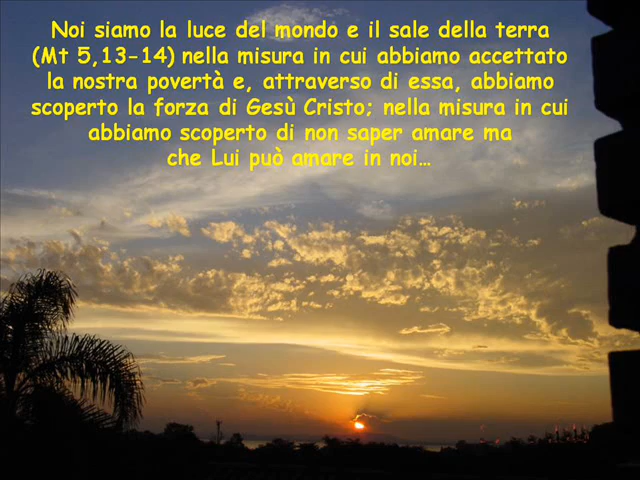 Noi siamo la luce del mondo e il sale della terra
(Mt 5,13-14) nella misura in cui abbiamo accettato
la nostra povertà e, attraverso di essa, abbiamo
scoperto la forza di Gesù Cristo; nella misura in cui
abbiamo scoperto di non saper amare ma
che Lui può amare in noi…